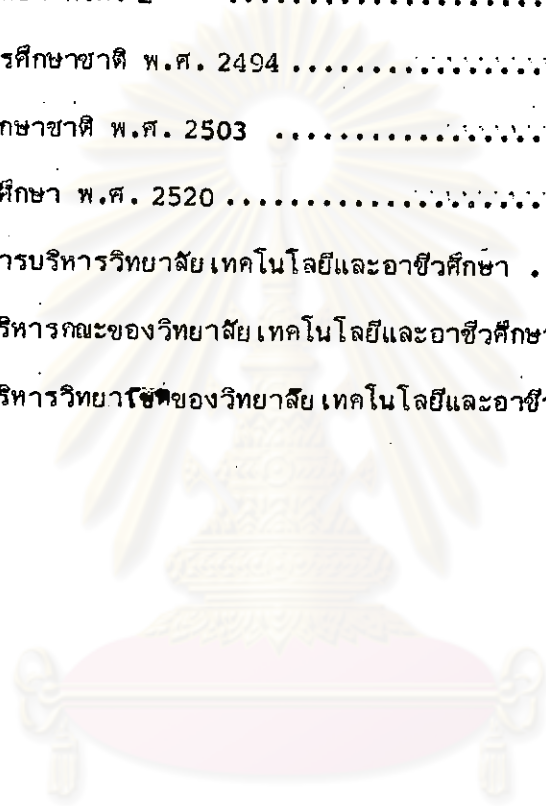 รศึกษาชาติ พ.ศ. 2494 ..................
กษาชาติ พ.ศ. 2503 ..................
ศึกษา พ.ศ. 2520 ......................
ารบริหารวิทยาลัยเทคโนโลยีและอาชีวศึกษา .
ริหารคณะของวิทยาลัยเทคโนโลยีและอาชีวศึกษา
ริหารวิทยาเขตของวิทยาลัยเทคโนโลยีและอาชี